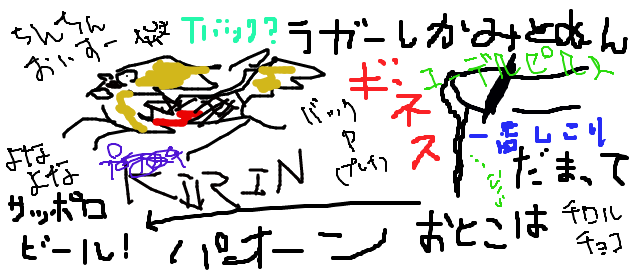 ちんちん
おいすー
Tバック?
ラガーしかみとめん
ギネス
エーデルピルス
バック
(プレイ)
一番しこり
よなよな
KIRIN
だまって
サッポロ
ビール!
おとこは
チロル
チョコ
パオーン